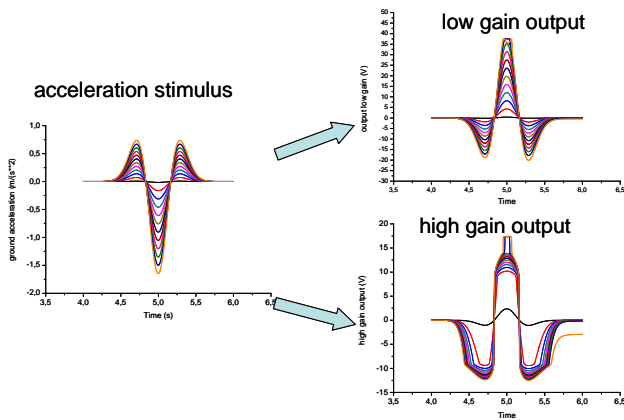 low gain output
acceleration stimulus
ground acceleration (m/(s**2)
1,0
0,5
0,0
-0,5
-1,0
-1,5
-2,0
3,5 4,0 4,5 5,0 5,5 6,0 6,5
Time (s)
output low gain (V)
50
45
40
35
30
25
20
15
10
5
0
-5
-10
-15
-20
-25
-30
3,5 4,0 4,5 5,0 5,5 6,0 6,5
Time
high gain output
high gain output (V)
20
15
10
5
0
-5
-10
-15
3,5 4,0 4,5 5,0 5,5 6,0 6,5
Time